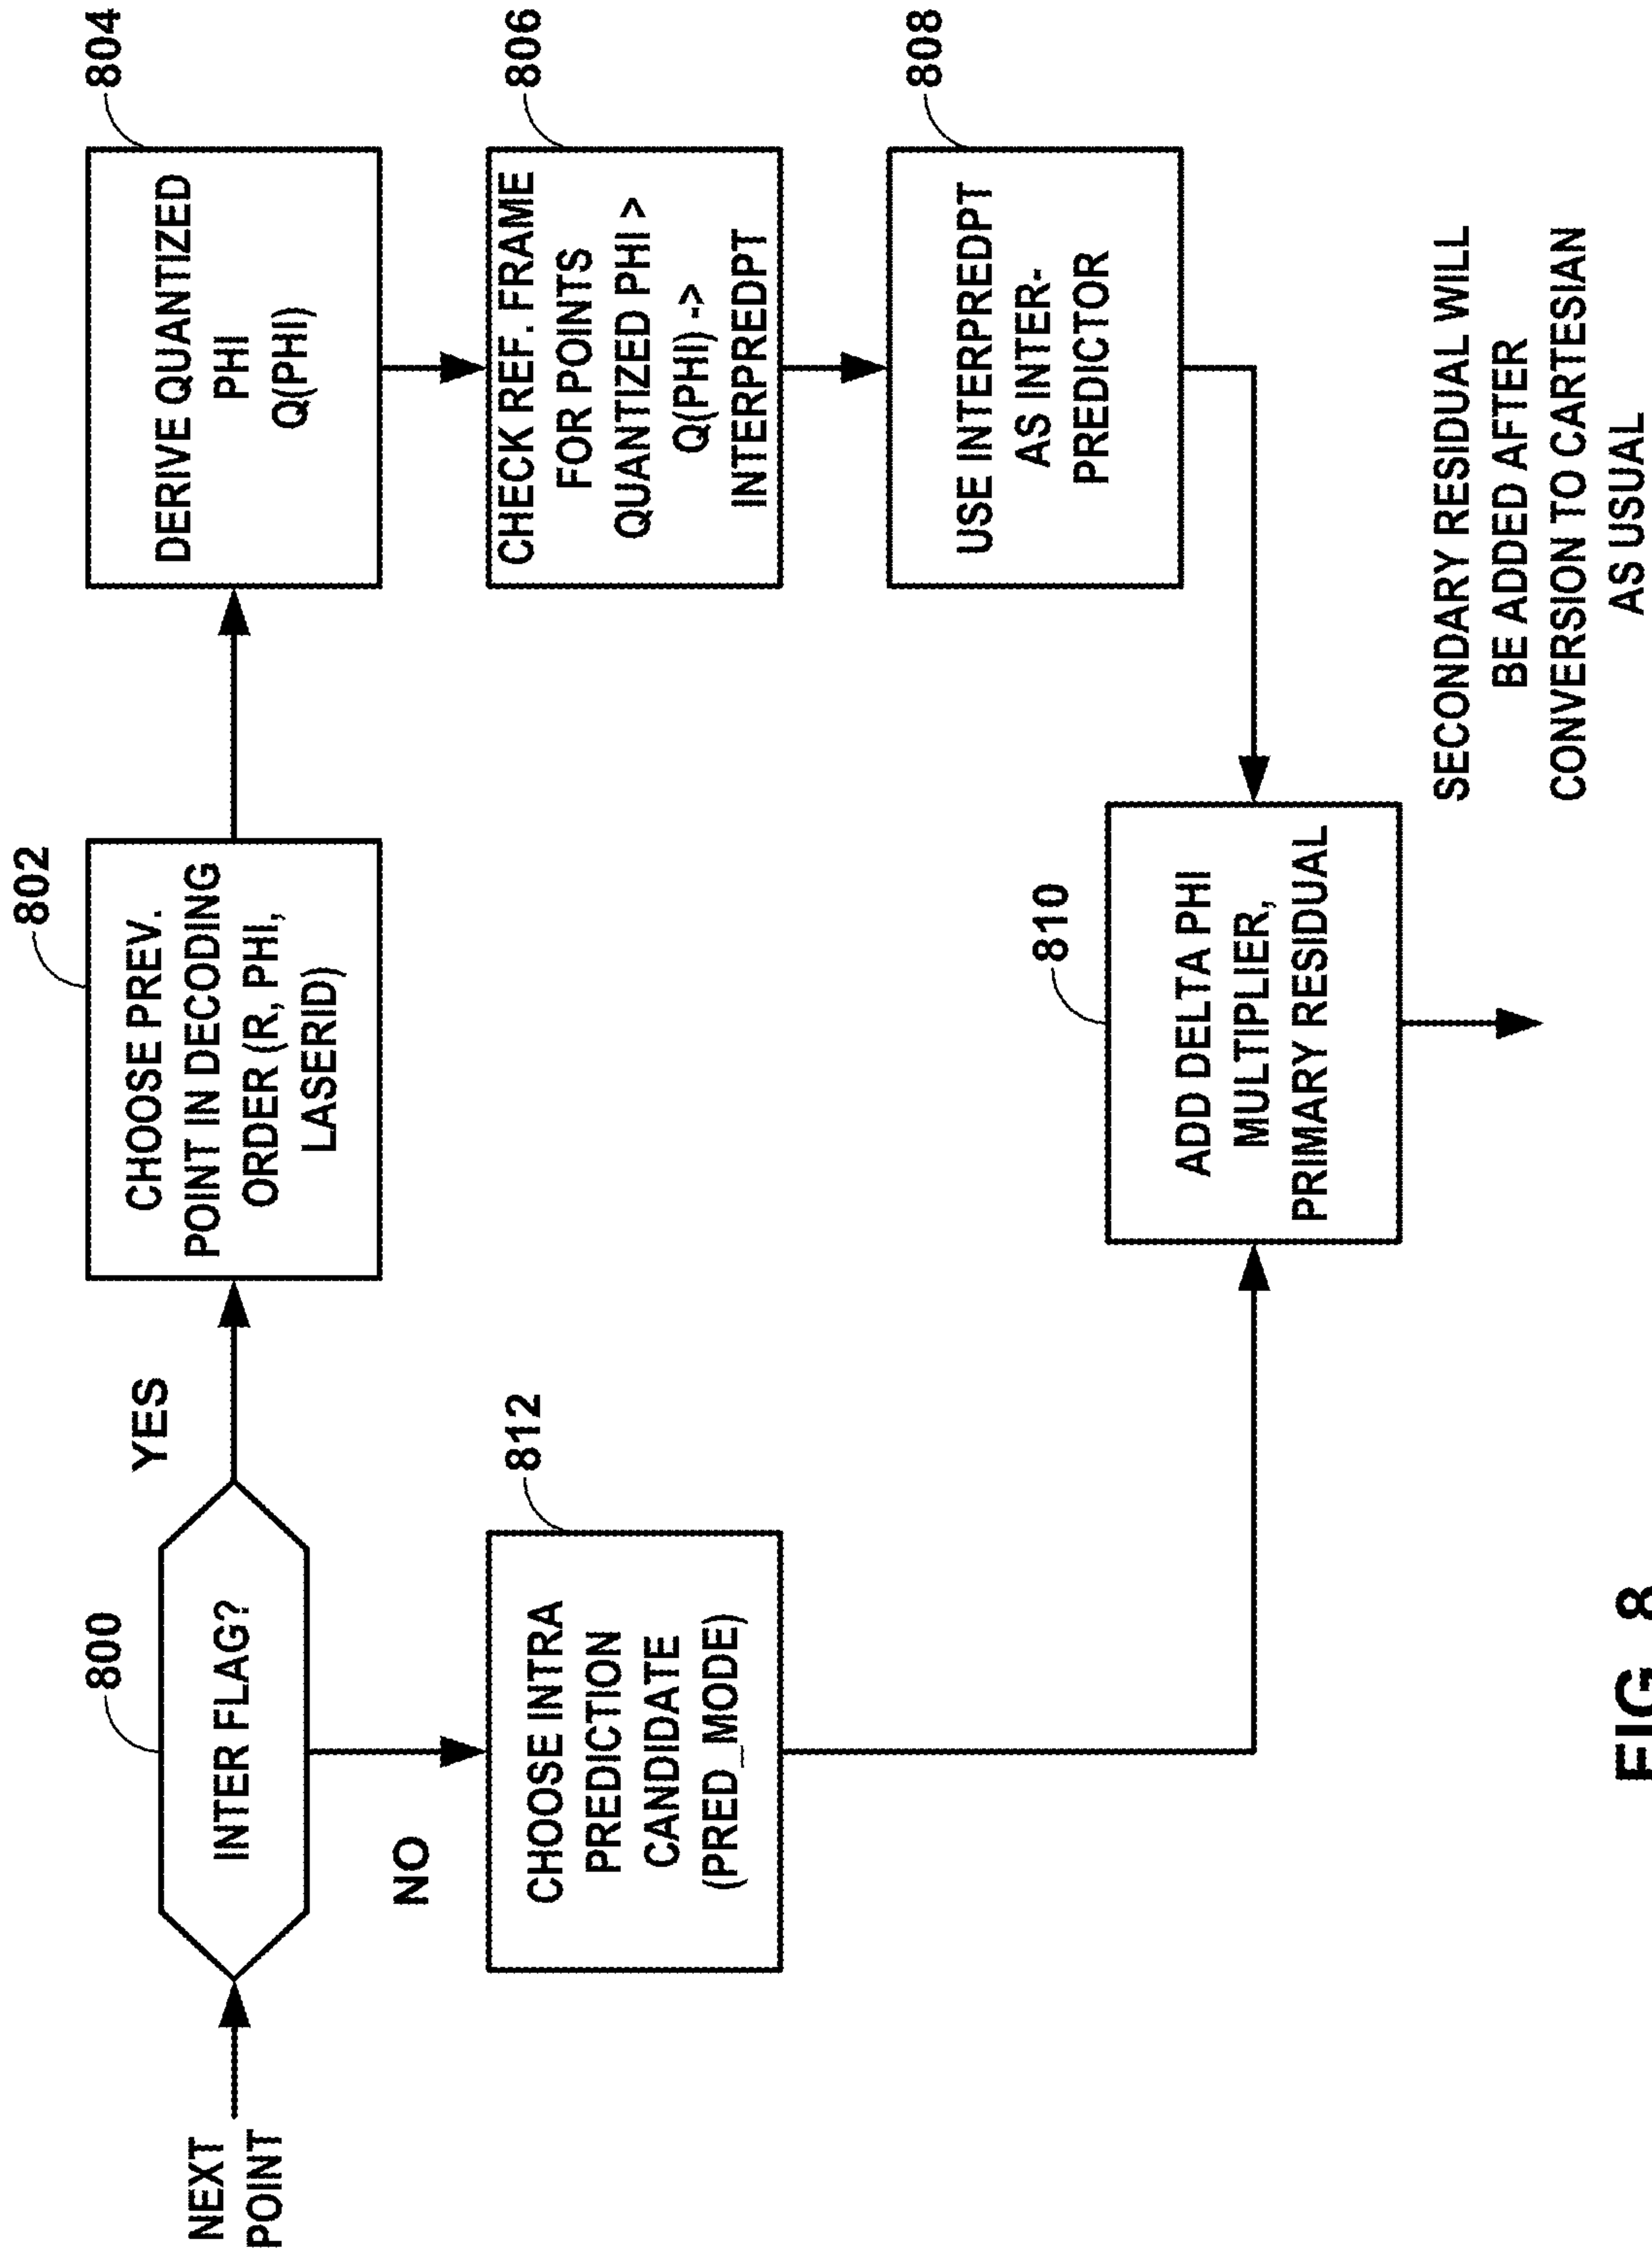 NEXT
POINT
800
INTER FLAG?
YES
NO
802
CHOOSE PREV.
POINT IN DECODING
ORDER (R, PHI,
LASERID)
804
DERIVE QUANTIZED
PHI
Q(PHI)
806
CHECK REF. FRAME
FOR POINTS
QUANTIZED PHI >
Q(PHI) ->
INTERPREDPT
808
USE INTERPREDPT
AS INTER-
PREDICTOR
812
CHOOSE INTRA
PREDICTION
CANDIDATE
(PRED_MODE)
810
ADD DELTA PHI
MULTIPLIER,
PRIMARY RESIDUAL
SECONDARY RESIDUAL WILL
BE ADDED AFTER
CONVERSION TO CARTESIAN
AS USUAL
FIG. 8